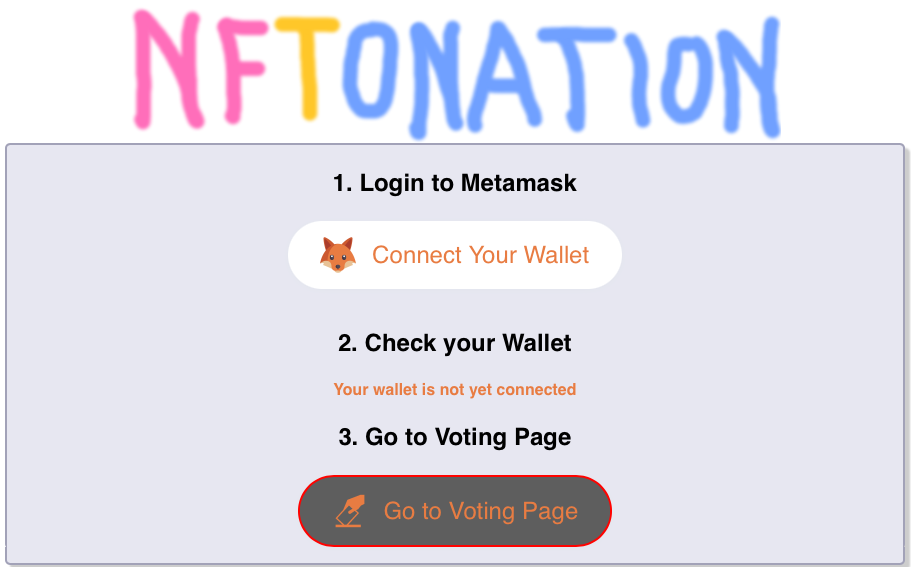 NFTONATION
1. Login to Metamask
Connect Your Wallet
2. Check your Wallet
Your wallet is not yet connected
3. Go to Voting Page
Go to Voting Page